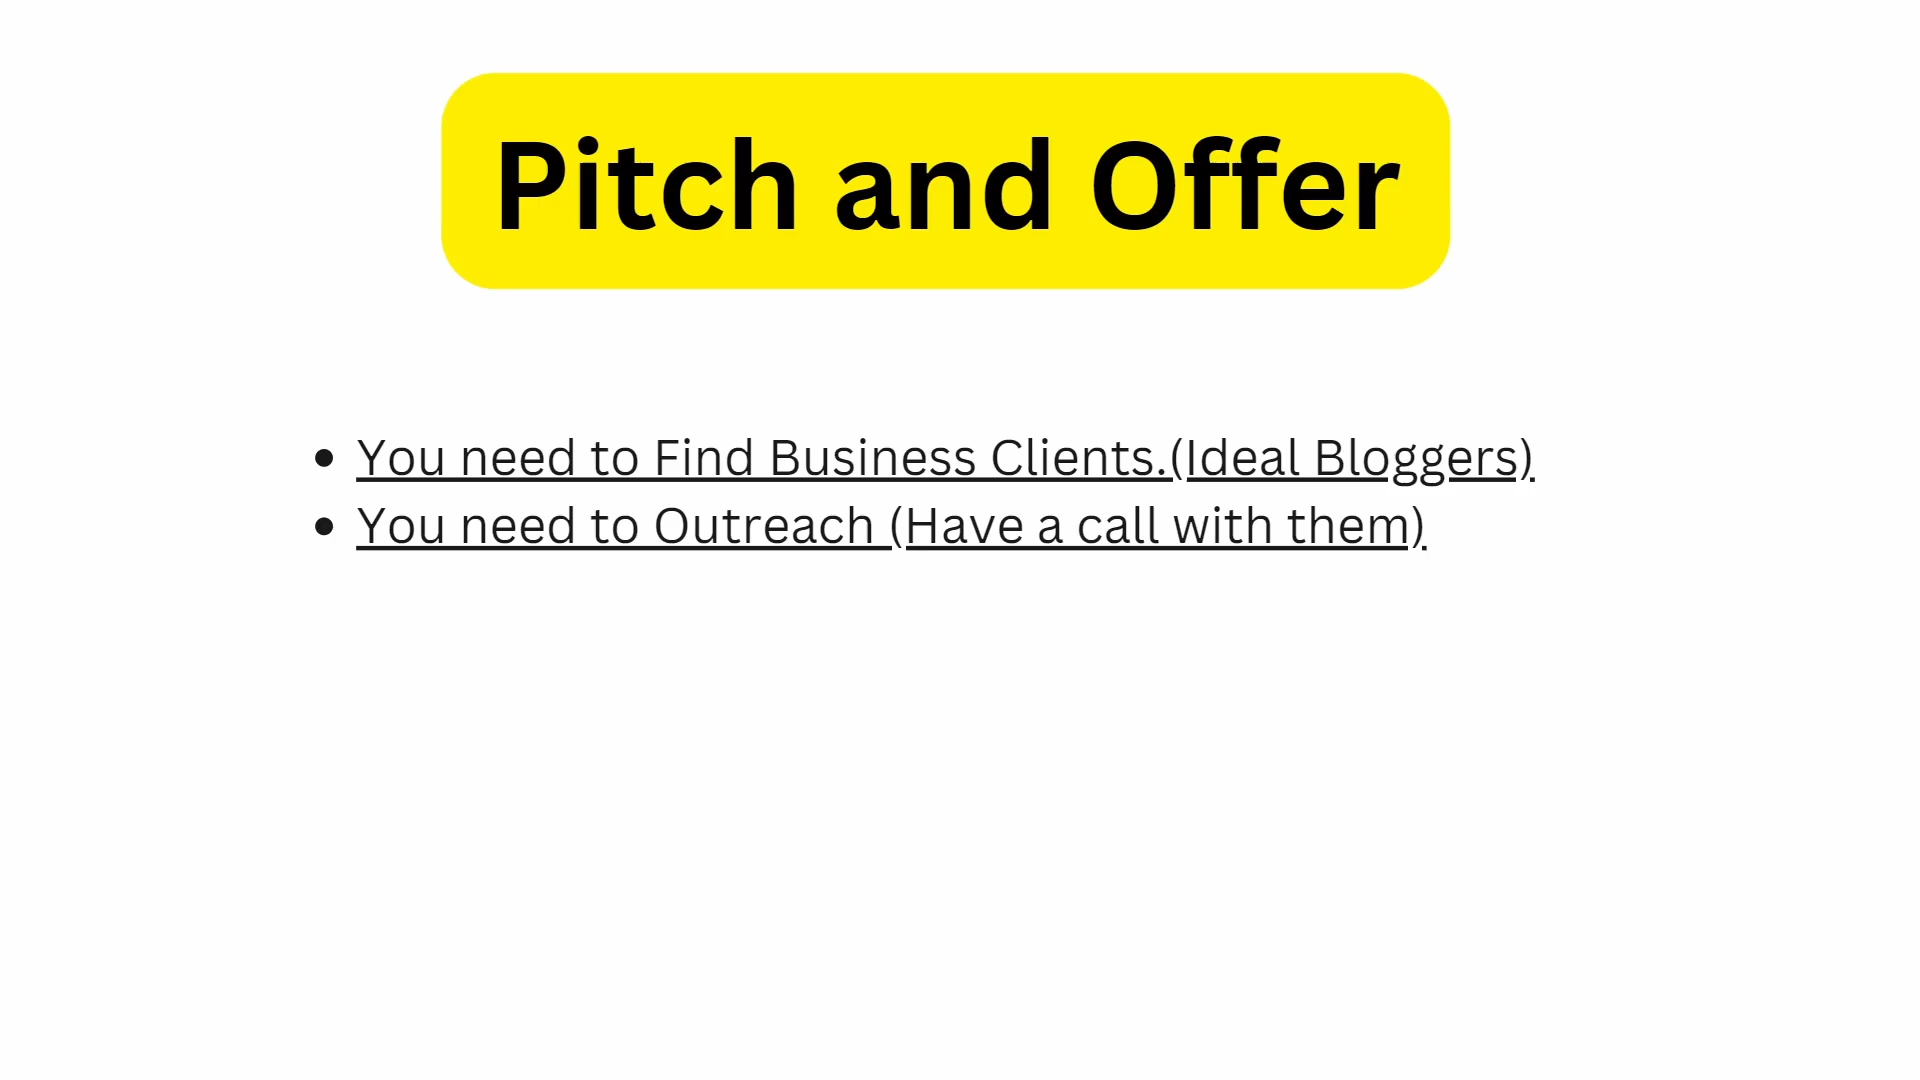 Pitch and Offer
You need to Find Business Clients.(Ideal Bloggers)
You need to Outreach (Have a call with them)